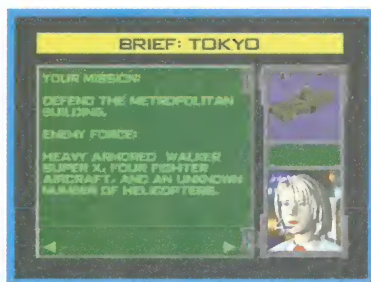 BRIEF: TOKYO
YOUR MISSION:
DEFEND THE METROPOLITAN
BUILDING.
ENEMY FORCE:
HEAVY ARMORED WALKER
SUPER X, FOUR FIGHTER
AIRCRAFT, AND AN UNKNOWN
NUMBER OF HELICOPTERS.